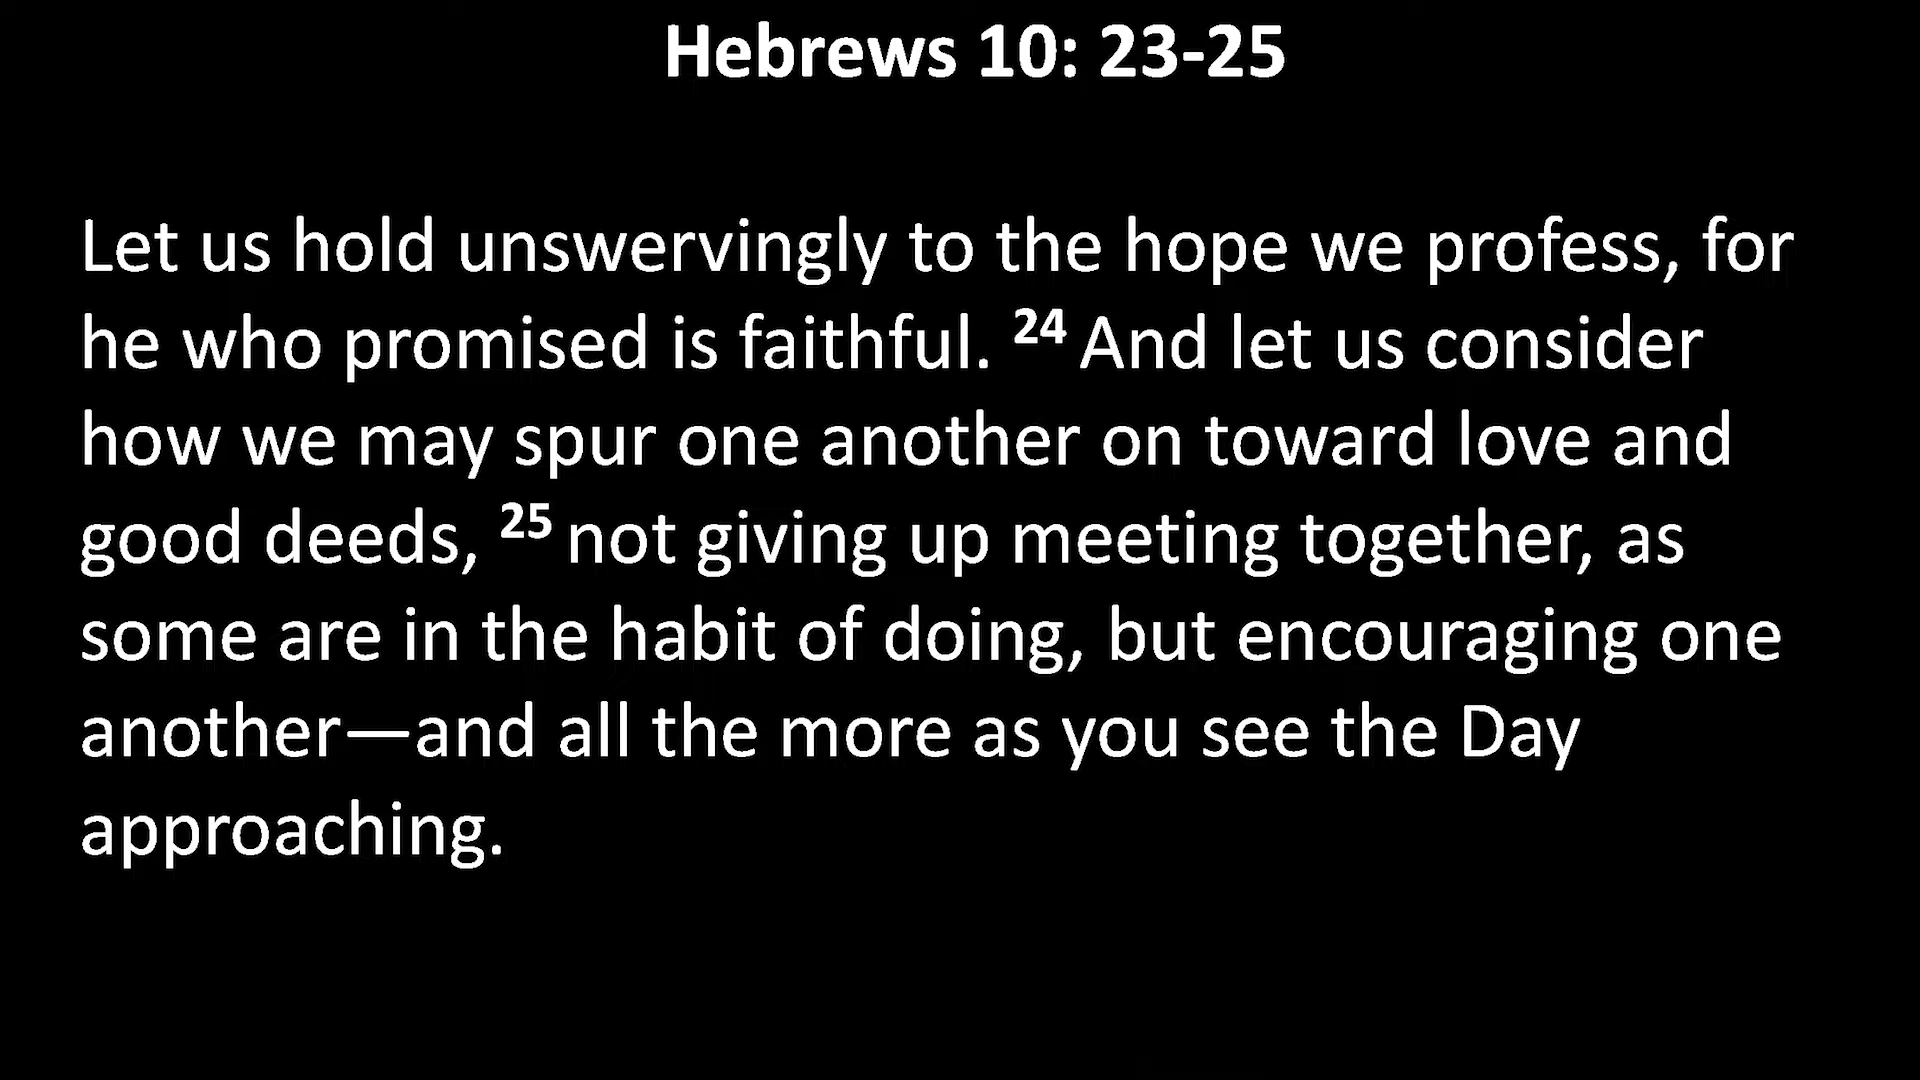 Hebrews 10: 23-25
Let us hold unswervingly to the hope we profess, for
he who promised is faithful. 24 And let us consider
how we may spur one another on toward love and
good deeds, 25 not giving up meeting together, as
some are in the habit of doing, but encouraging one
another—and all the more as you see the Day
approaching.